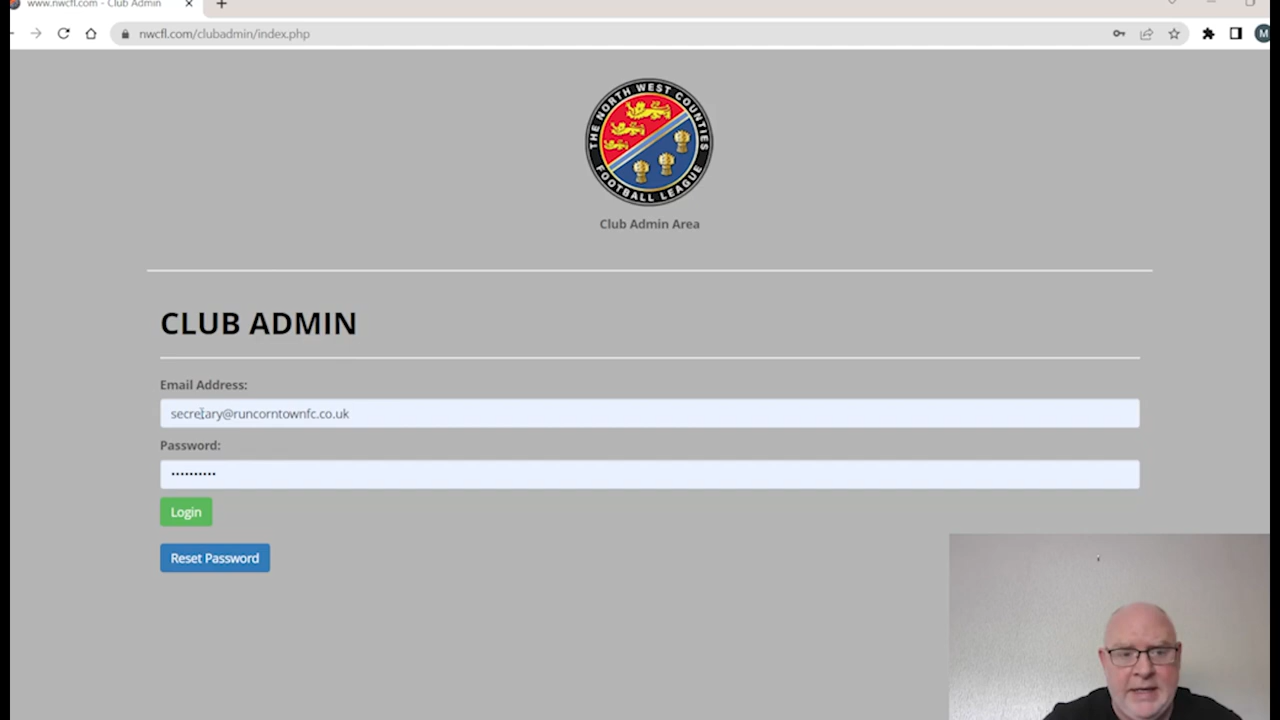 www.nwcfl.com - Club Admin
nwcfl.com/clubadmin/index.php
M
THE NORTH WEST COUNTIES
FOOTBALL LEAGUE
Club Admin Area
CLUB ADMIN
Email Address:
secretary@runcorntownfc.co.uk
Password:
••••••••••
Login
Reset Password